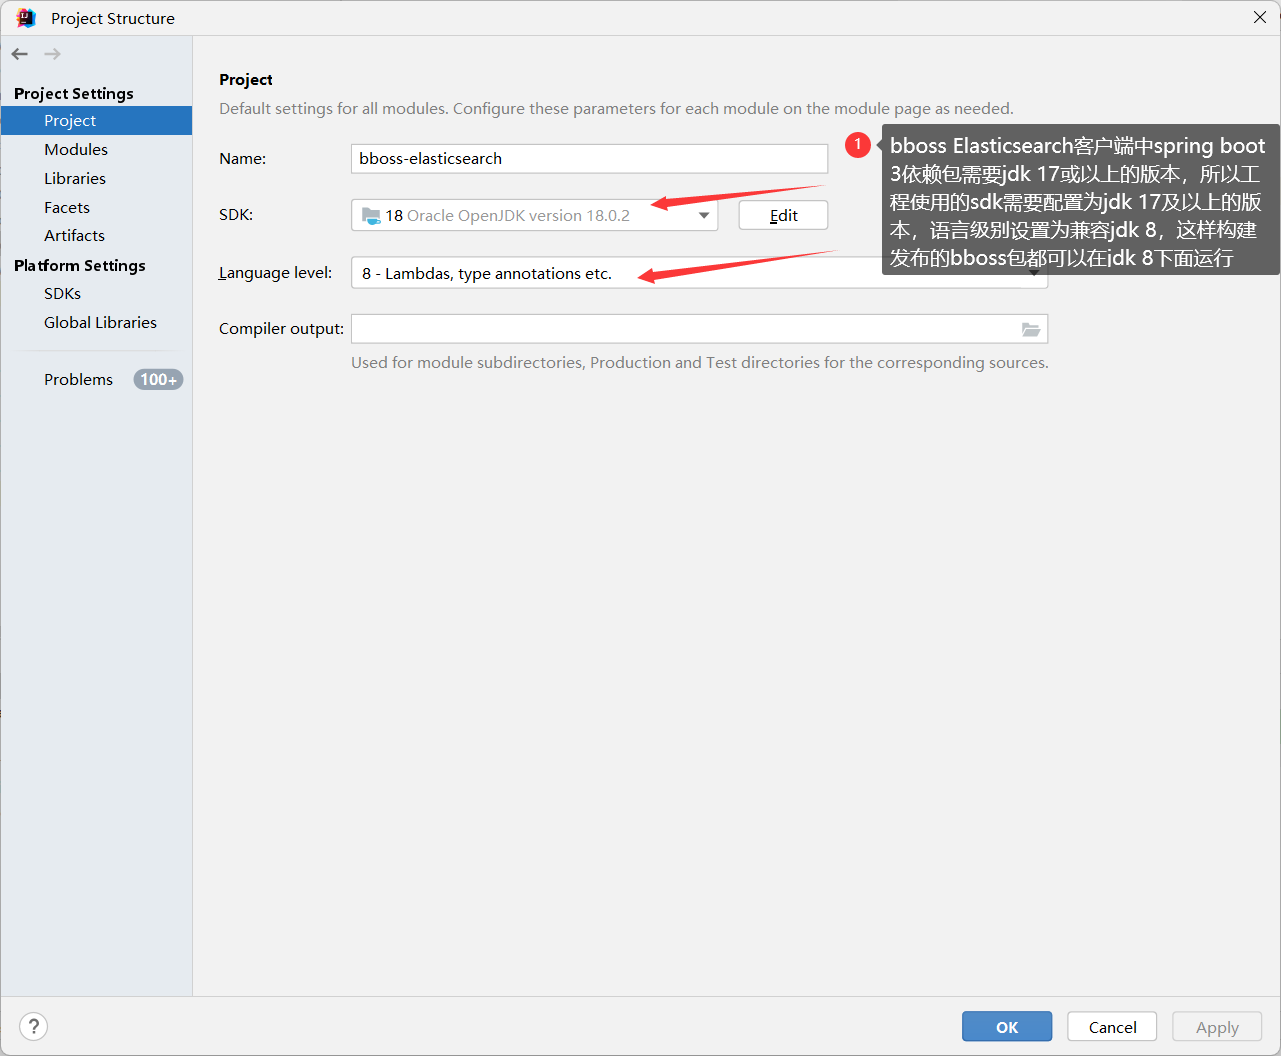 Project Structure
Project Settings
Project
Modules
Libraries
Facets
Artifacts
Platform Settings
SDKs
Global Libraries
Problems 100+
Project
Default settings for all modules. Configure these parameters for each module on the module page as needed.
Name: bboss-elasticsearch
SDK: 18 Oracle OpenJDK version 18.0.2 Edit
Language level: 8 - Lambdas, type annotations etc.
Compiler output:
Used for module subdirectories, Production and Test directories for the corresponding sources.
1
bboss Elasticsearch客户端中spring boot
3依赖包需要jdk 17或以上的版本，所以工
程使用的sdk需要配置为jdk 17及以上的版
本，语言级别设置为兼容jdk 8，这样构建
发布的bboss包都可以在jdk 8下面运行
? OK Cancel Apply